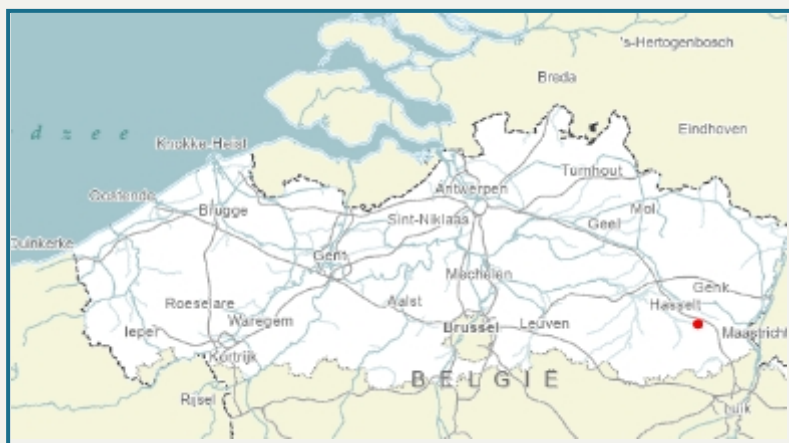 's-Hertogenbosch
Breda
d z e e
Eindhoven
Knokke-Heist
Turnhout
Antwerpen
Oostende
Mol
Brugge
Sint-Niklaas
Geel
Duinkerke
Gent
Mechelen
Genk
Roeselare
Aalst
Hasselt
Waregem
Ieper
Brussel
Leuven
Maastricht
Kortrijk
BELGIË
Rijsel
Luik